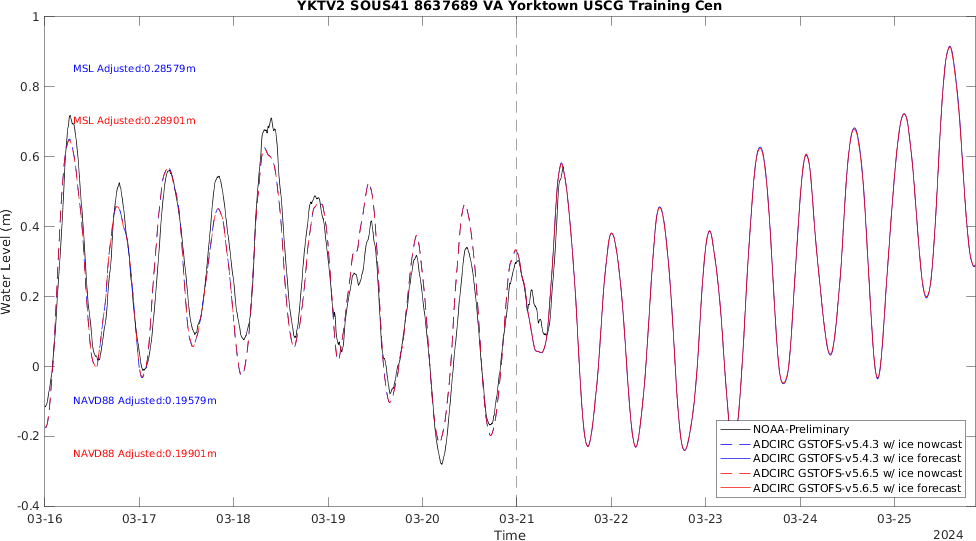 YKTV2 SOUS41 8637689 VA Yorktown USCG Training Cen
1
0.8
0.6
0.4
0.2
0
-0.2
-0.4
Water Level (m)
MSL Adjusted:0.28579m
MSL Adjusted:0.28901m
NAVD88 Adjusted:0.19579m
NAVD88 Adjusted:0.19901m
NOAA-Preliminary
ADCIRC GSTOFS-v5.4.3 w/ ice nowcast
ADCIRC GSTOFS-v5.4.3 w/ ice forecast
ADCIRC GSTOFS-v5.6.5 w/ ice nowcast
ADCIRC GSTOFS-v5.6.5 w/ ice forecast
03-16 03-17 03-18 03-19 03-20 03-21 03-22 03-23 03-24 03-25
Time
2024